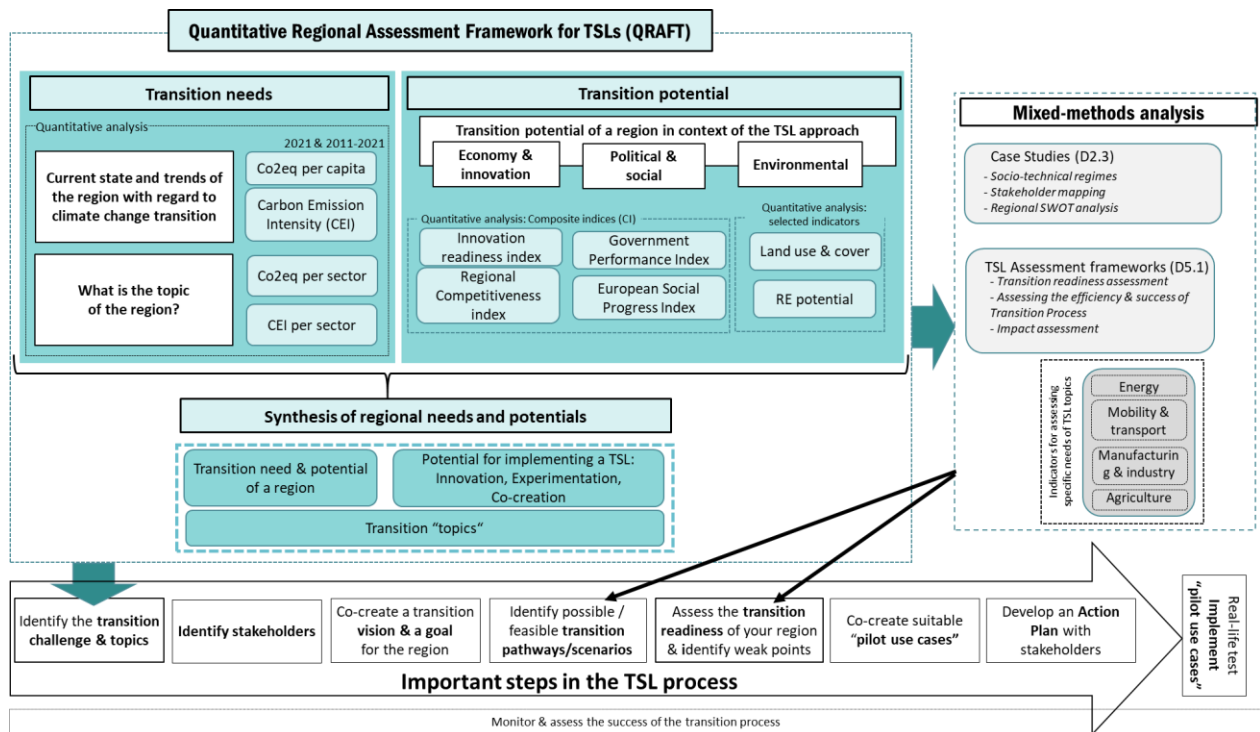 Quantitative Regional Assessment Framework for TSLs (QRAFT)
Transition needs
Quantitative analysis
2021 & 2011-2021
Current state and trends
of the region with regard to
climate change transition
Co2eq per capita
Carbon Emission
Intensity (CEI)
What is the topic
of the region?
Co2eq per sector
CEI per sector
Transition potential
Transition potential of a region in context of the TSL approach
Economy &
innovation
Political &
social
Environmental
Quantitative analysis: Composite indices (CI)
Innovation
readiness index
Government
Performance Index
Regional
Competitiveness
index
European Social
Progress Index
Quantitative analysis:
selected indicators
Land use & cover
RE potential
Synthesis of regional needs and potentials
Transition need & potential
of a region
Potential for implementing a TSL:
Innovation, Experimentation,
Co-creation
Transition “topics“
Mixed-methods analysis
Case Studies (D2.3)
- Socio-technical regimes
- Stakeholder mapping
- Regional SWOT analysis
TSL Assessment frameworks (D5.1)
- Transition readiness assessment
- Assessing the efficiency & success of
Transition Process
- Impact assessment
Indicators for assessing
specific needs of TSL topics
Energy
Mobility &
transport
Manufacturin
g & industry
Agriculture
Identify the transition
challenge & topics
Identify stakeholders
Co-create a transition
vision & a goal
for the region
Identify possible /
feasible transition
pathways/scenarios
Assess the transition
readiness of your region
& identify weak points
Co-create suitable
“pilot use cases”
Develop an Action
Plan with
stakeholders
Real-life test
Implement
“pilot use cases”
Important steps in the TSL process
Monitor & assess the success of the transition process